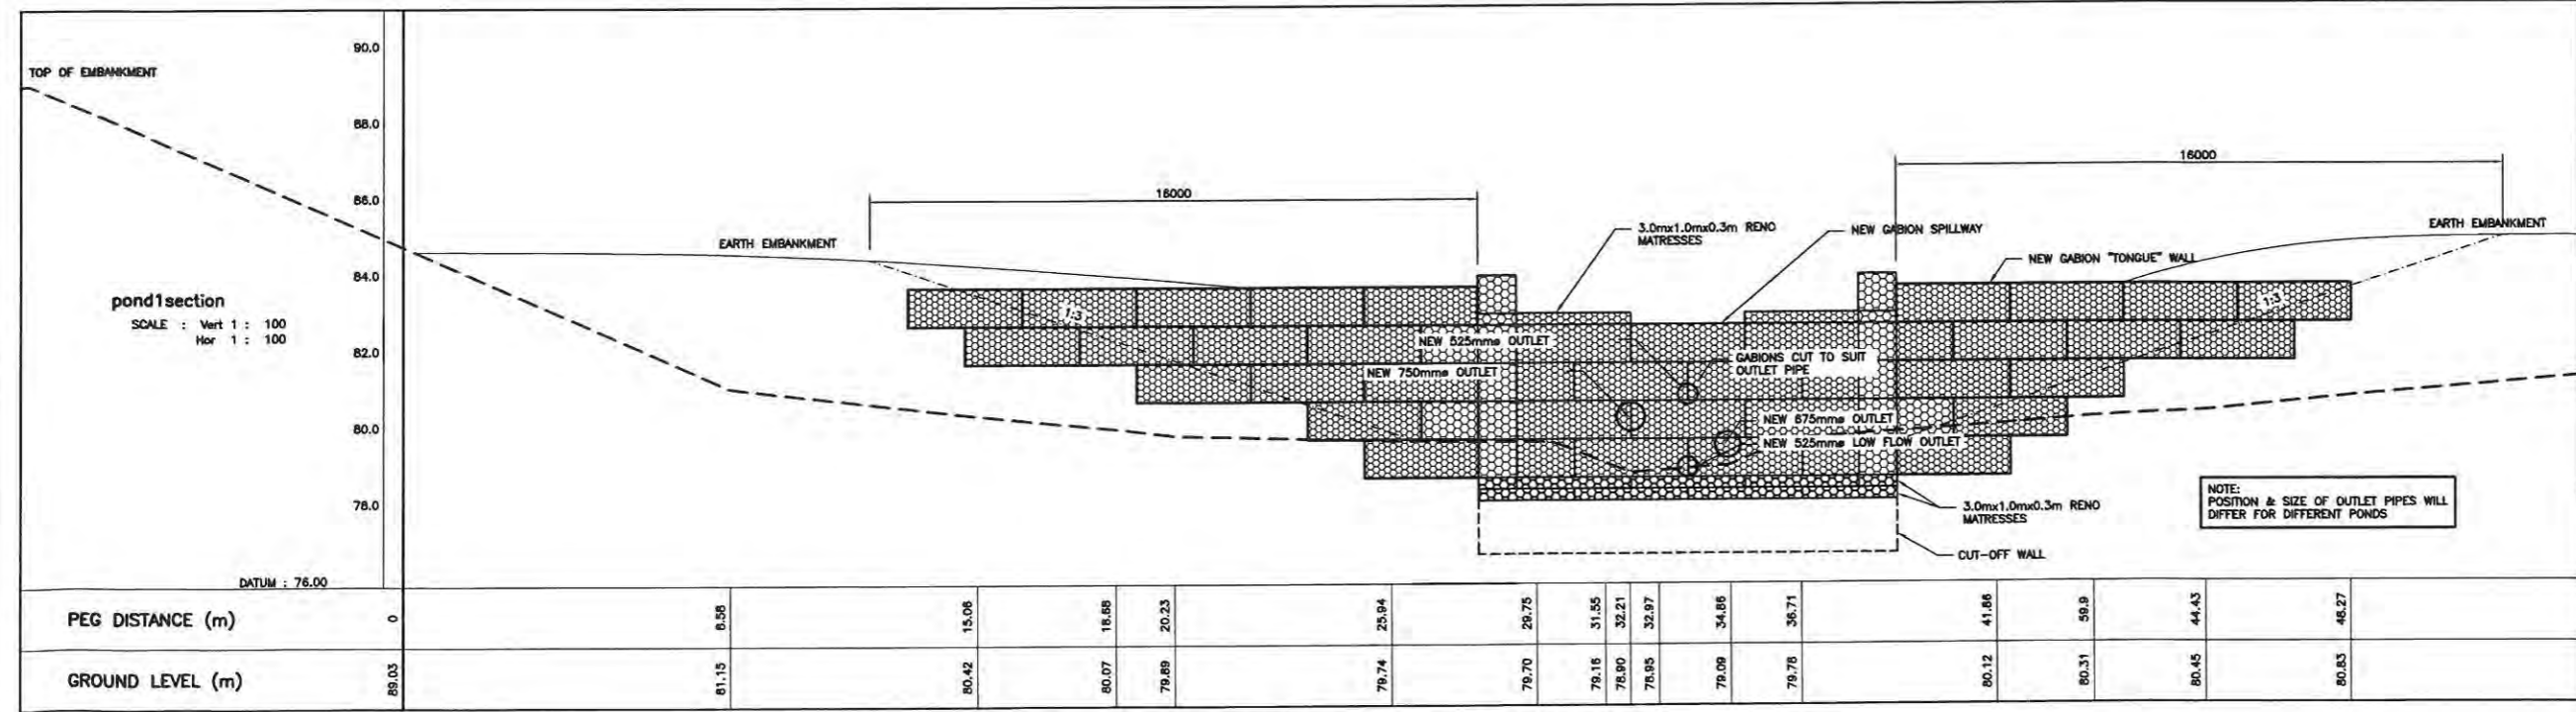 90.0
TOP OF EMBANKMENT
88.0
86.0
84.0
82.0
80.0
78.0
pond1section
SCALE : Vert 1 : 100
Hor 1 : 100
DATUM : 76.00
16000
16000
EARTH EMBANKMENT
3.0mx1.0mx0.3m RENO
MATRESSES
NEW GABION SPILLWAY
EARTH EMBANKMENT
NEW GABION "TONGUE" WALL
1:3
1:3
NEW 525mmø OUTLET
GABIONS CUT TO SUIT
OUTLET PIPE
NEW 750mmø OUTLET
NEW 675mmø OUTLET
NEW 525mmø LOW FLOW OUTLET
3.0mx1.0mx0.3m RENO
MATRESSES
CUT-OFF WALL
NOTE:
POSITION & SIZE OF OUTLET PIPES WILL
DIFFER FOR DIFFERENT PONDS
PEG DISTANCE (m) 0 8.58 15.06 18.68 20.23 25.94 29.75 31.55 32.21 32.97 34.86 36.71 41.86 59.9 44.43 48.27
GROUND LEVEL (m) 89.03 81.15 80.42 80.07 79.89 79.74 79.70 79.16 78.90 78.95 79.09 79.78 80.12 80.31 80.45 80.83